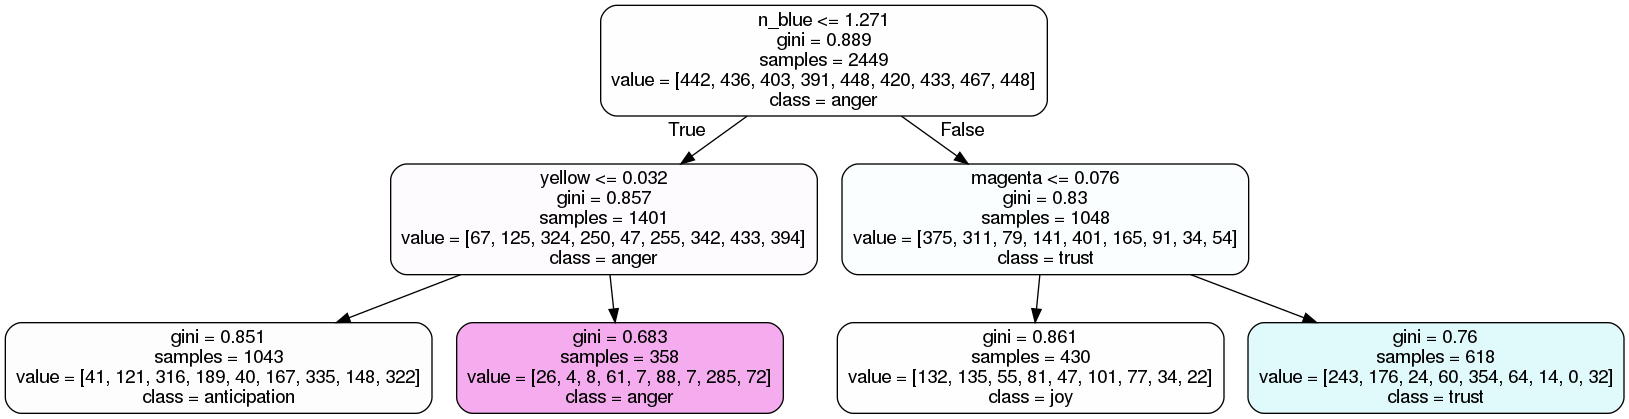 n_blue <= 1.271
gini = 0.889
samples = 2449
value = [442, 436, 403, 391, 448, 420, 433, 467, 448]
class = anger
True
False
yellow <= 0.032
gini = 0.857
samples = 1401
value = [67, 125, 324, 250, 47, 255, 342, 433, 394]
class = anger
magenta <= 0.076
gini = 0.83
samples = 1048
value = [375, 311, 79, 141, 401, 165, 91, 34, 54]
class = trust
gini = 0.851
samples = 1043
value = [41, 121, 316, 189, 40, 167, 335, 148, 322]
class = anticipation
gini = 0.683
samples = 358
value = [26, 4, 8, 61, 7, 88, 7, 285, 72]
class = anger
gini = 0.861
samples = 430
value = [132, 135, 55, 81, 47, 101, 77, 34, 22]
class = joy
gini = 0.76
samples = 618
value = [243, 176, 24, 60, 354, 64, 14, 0, 32]
class = trust